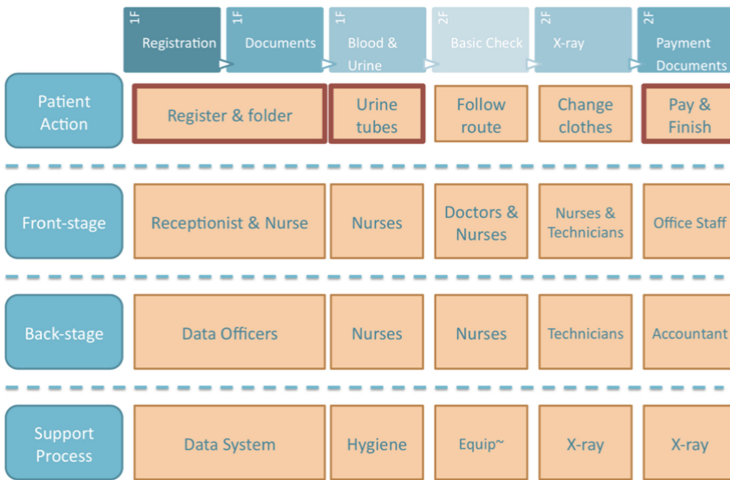 1F
1F
1F
2F
2F
2F
Registration
Documents
Blood &
Urine
Basic Check
X-ray
Payment
Documents
Patient
Action
Register & folder
Urine
tubes
Follow
route
Change
clothes
Pay &
Finish
Front-stage
Receptionist & Nurse
Nurses
Doctors &
Nurses
Nurses &
Technicians
Office Staff
Back-stage
Data Officers
Nurses
Nurses
Technicians
Accountant
Support
Process
Data System
Hygiene
Equip~
X-ray
X-ray